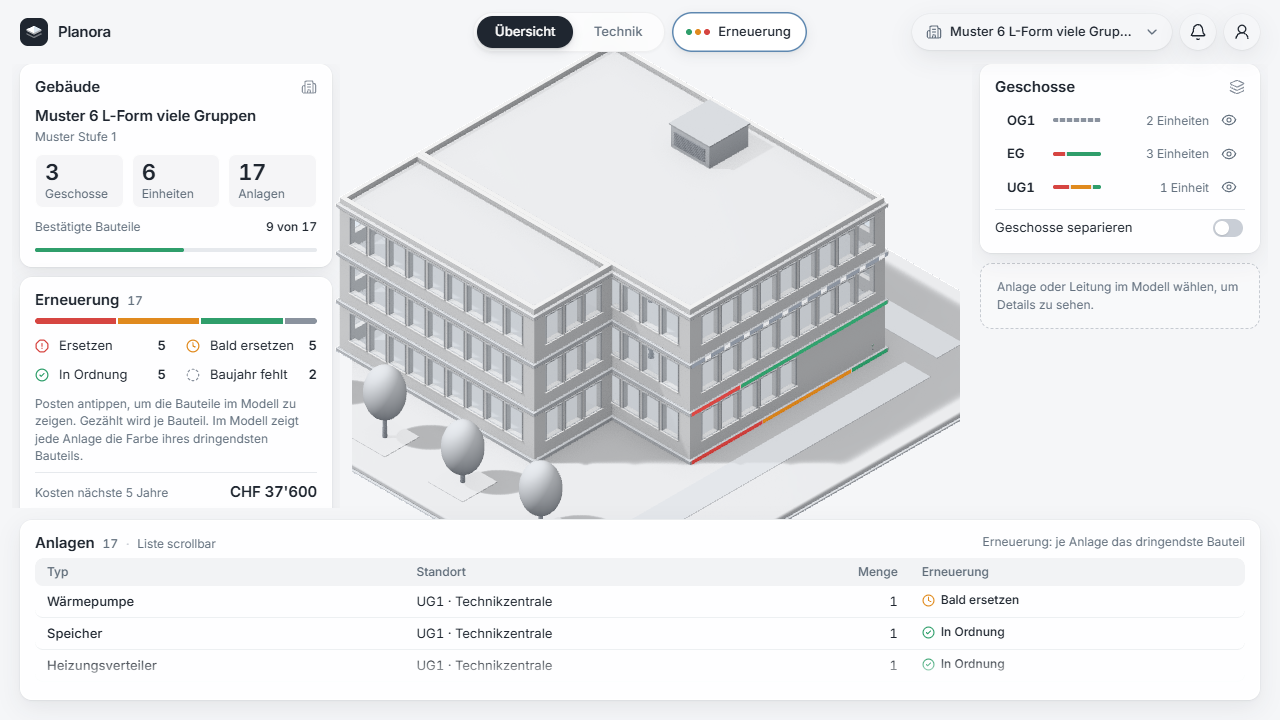 Planora
Übersicht
Technik
Erneuerung
Muster 6 L-Form viele Grup...
Gebäude
Muster 6 L-Form viele Gruppen
Muster Stufe 1
3
Geschosse
6
Einheiten
17
Anlagen
Bestätigte Bauteile
9 von 17
Erneuerung 17
Ersetzen 5
Bald ersetzen 5
In Ordnung 5
Baujahr fehlt 2
Posten antippen, um die Bauteile im Modell zu
zeigen. Gezählt wird je Bauteil. Im Modell zeigt
jede Anlage die Farbe ihres dringendsten
Bauteils.
Kosten nächste 5 Jahre
CHF 37'600
Geschosse
OG1 2 Einheiten
EG 3 Einheiten
UG1 1 Einheit
Geschosse separieren
Anlage oder Leitung im Modell wählen, um
Details zu sehen.
Anlagen 17 · Liste scrollbar
Erneuerung: je Anlage das dringendste Bauteil
Typ Standort Menge Erneuerung
Wärmepumpe UG1 · Technikzentrale 1 Bald ersetzen
Speicher UG1 · Technikzentrale 1 In Ordnung
Heizungsverteiler UG1 · Technikzentrale 1 In Ordnung